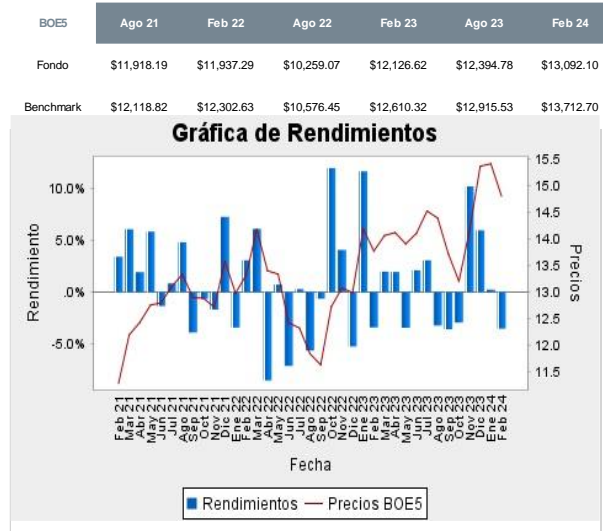 BOE5 Ago 21 Feb 22 Ago 22 Feb 23 Ago 23 Feb 24
Fondo $11,918.19 $11,937.29 $10,259.07 $12,126.62 $12,394.78 $13,092.10
Benchmark $12,118.82 $12,302.63 $10,576.45 $12,610.32 $12,915.53 $13,712.70
Gráfica de Rendimientos
Rendimiento
10.0%
5.0%
.0%
-5.0%
15.5
15.0
14.5
14.0
13.5
13.0
12.5
12.0
11.5
Precios
Feb 21
Mar 21
Abr 21
May 21
Jun 21
Jul 21
Ago 21
Sep 21
Oct 21
Nov 21
Dic 21
Ene 22
Feb 22
Mar 22
Abr 22
May 22
Jun 22
Jul 22
Ago 22
Sep 22
Oct 22
Nov 22
Dic 22
Ene 23
Feb 23
Mar 23
Abr 23
May 23
Jun 23
Jul 23
Ago 23
Sep 23
Oct 23
Nov 23
Dic 23
Ene 24
Feb 24
Fecha
Rendimientos Precios BOE5